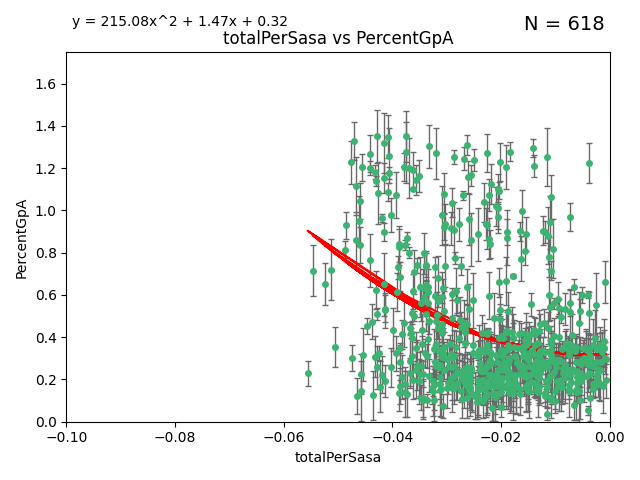 y = 215.08x^2 + 1.47x + 0.32
N = 618
totalPerSasa vs PercentGpA
1.6
1.4
1.2
1.0
0.8
0.6
0.4
0.2
0.0
PercentGpA
−0.10 −0.08 −0.06 −0.04 −0.02 0.00
totalPerSasa